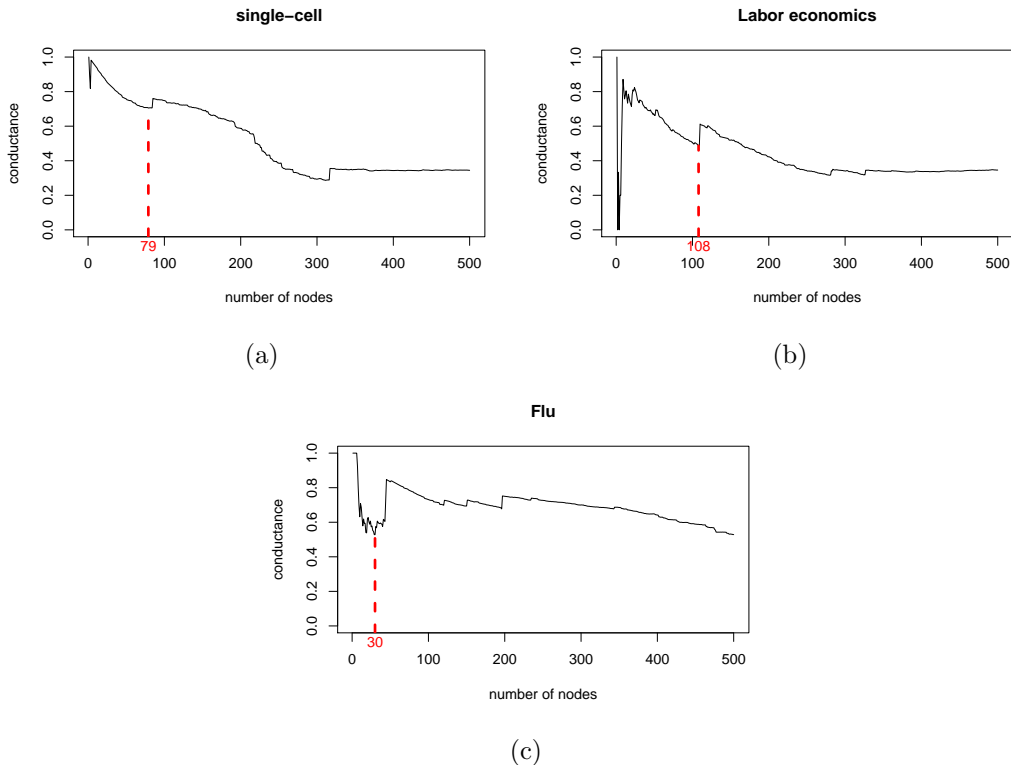 single−cell
conductance
1.0
0.8
0.6
0.4
0.2
0.0
79
0 100 200 300 400 500
number of nodes
(a)
Labor economics
conductance
1.0
0.8
0.6
0.4
0.2
0.0
108
0 100 200 300 400 500
number of nodes
(b)
Flu
conductance
1.0
0.8
0.6
0.4
0.2
0.0
30
0 100 200 300 400 500
number of nodes
(c)